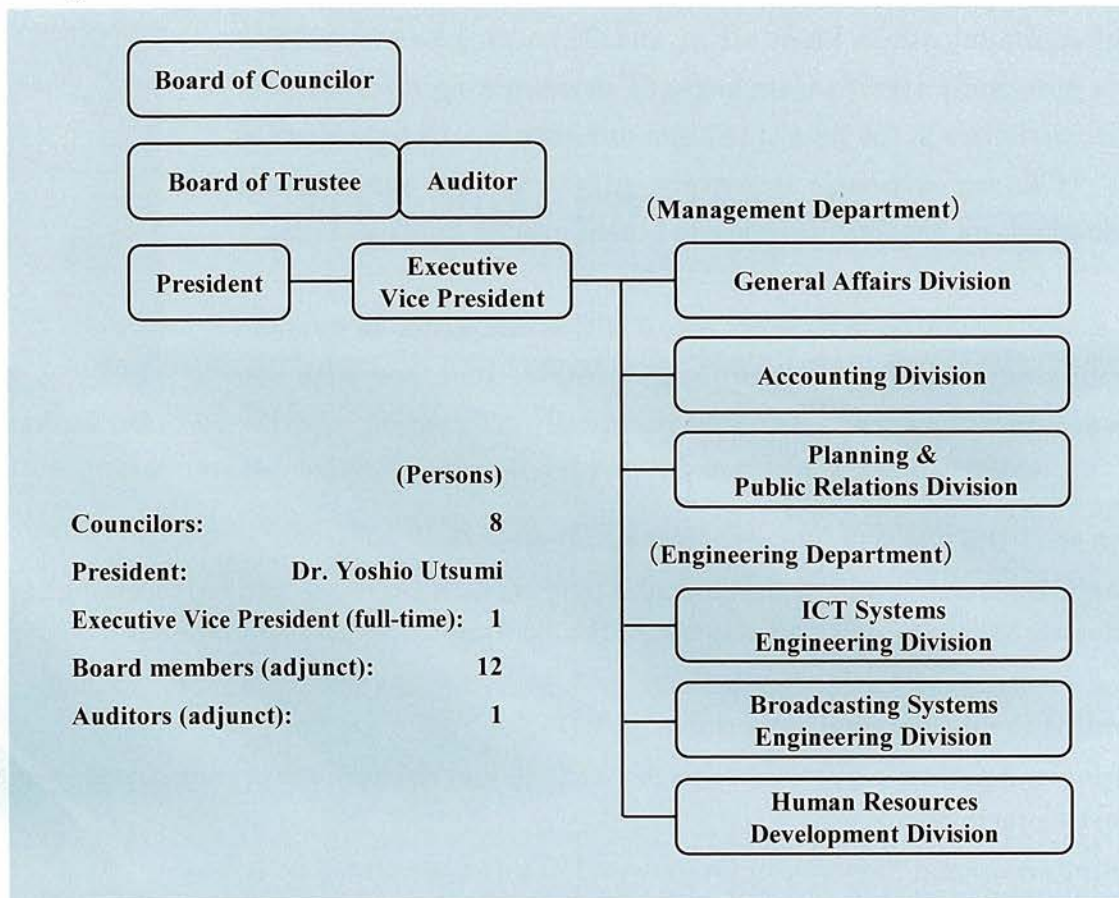 Board of Councilor
Board of Trustee
Auditor
President
Executive
Vice President
(Management Department)
General Affairs Division
Accounting Division
Planning &
Public Relations Division
(Engineering Department)
ICT Systems
Engineering Division
Broadcasting Systems
Engineering Division
Human Resources
Development Division
(Persons)
Councilors: 8
President: Dr. Yoshio Utsumi
Executive Vice President (full-time): 1
Board members (adjunct): 12
Auditors (adjunct): 1